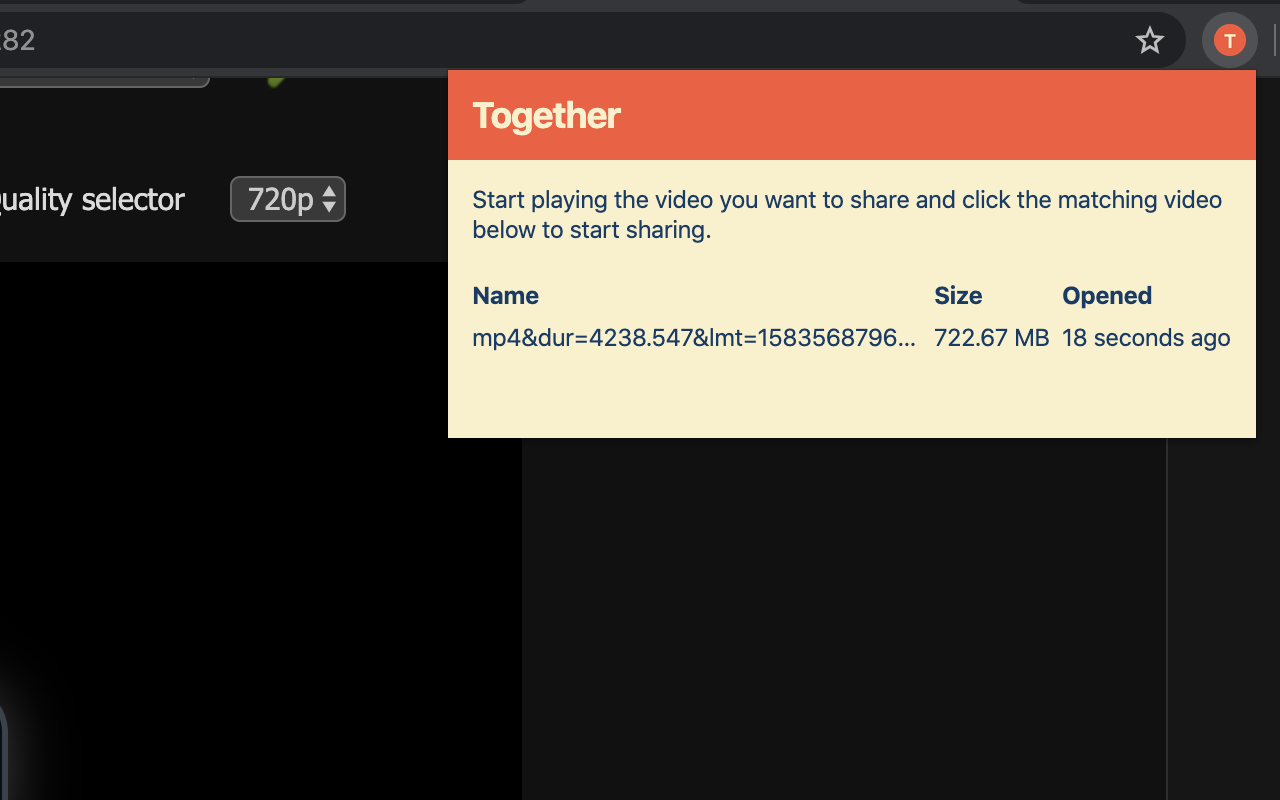 282
T
Together
Quality selector
720p
Start playing the video you want to share and click the matching video
below to start sharing.
Name Size Opened
mp4&dur=4238.547&lmt=1583568796... 722.67 MB 18 seconds ago